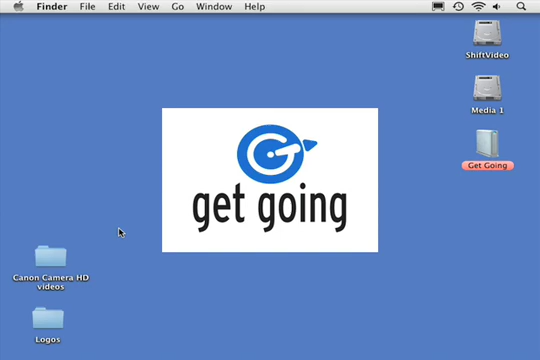 Finder File Edit View Go Window Help
ShiftVideo
Media 1
Get Going
get going
Canon Camera HD
videos
Logos